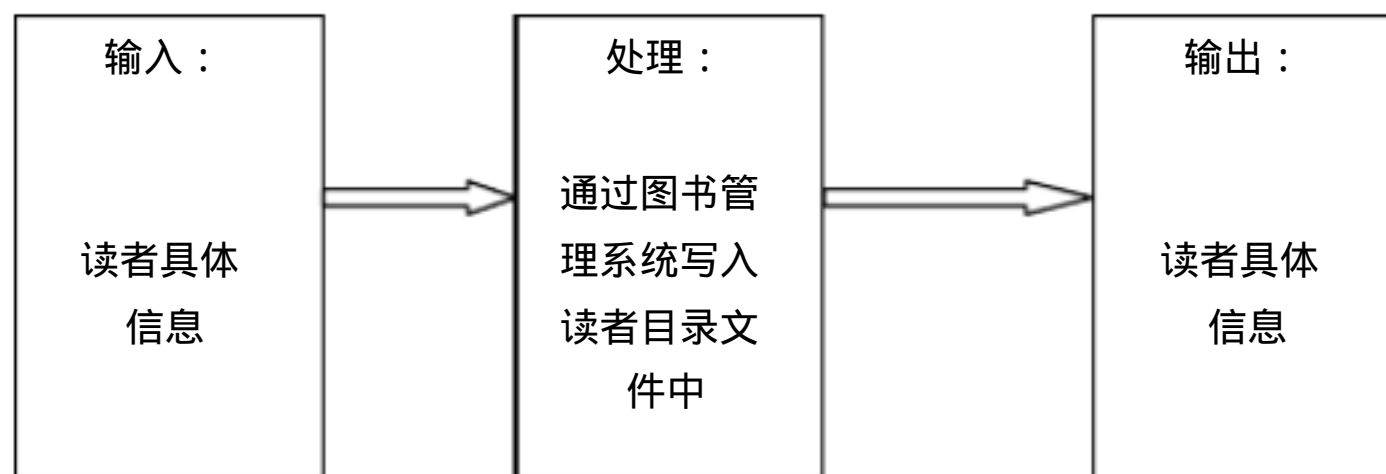 输入：
读者具体
信息
处理：
通过图书管
理系统写入
读者目录文
件中
输出：
读者具体
信息